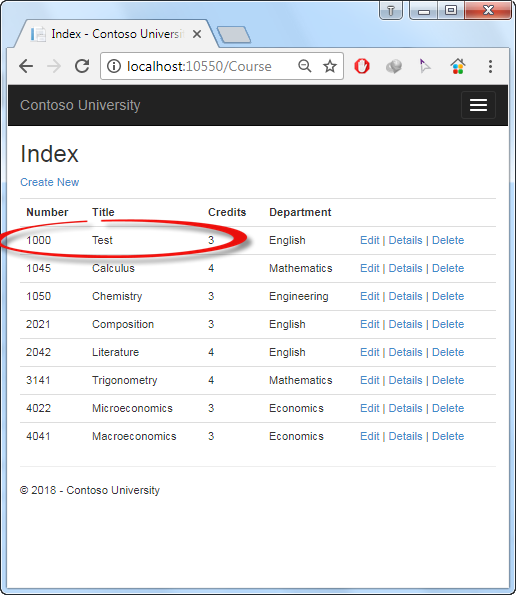 Index - Contoso Universi
localhost:10550/Course
Contoso University
Index
Create New
Number Title Credits Department
1000 Test 3 English Edit | Details | Delete
1045 Calculus 4 Mathematics Edit | Details | Delete
1050 Chemistry 3 Engineering Edit | Details | Delete
2021 Composition 3 English Edit | Details | Delete
2042 Literature 4 English Edit | Details | Delete
3141 Trigonometry 4 Mathematics Edit | Details | Delete
4022 Microeconomics 3 Economics Edit | Details | Delete
4041 Macroeconomics 3 Economics Edit | Details | Delete
© 2018 - Contoso University